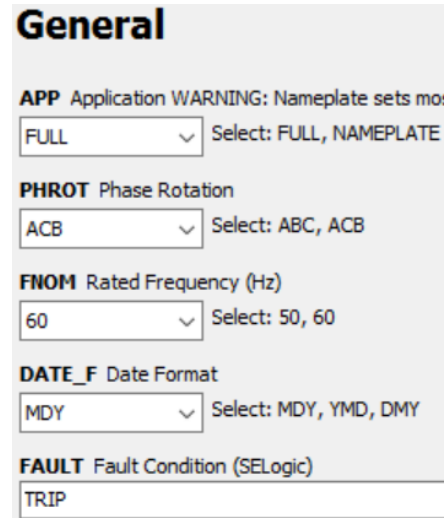 General
APP Application WARNING: Nameplate sets
FULL Select: FULL, NAMEPLATE
PHROT Phase Rotation
ACB Select: ABC, ACB
FNOM Rated Frequency (Hz)
60 Select: 50, 60
DATE_F Date Format
MDY Select: MDY, YMD, DMY
FAULT Fault Condition (SELogic)
TRIP